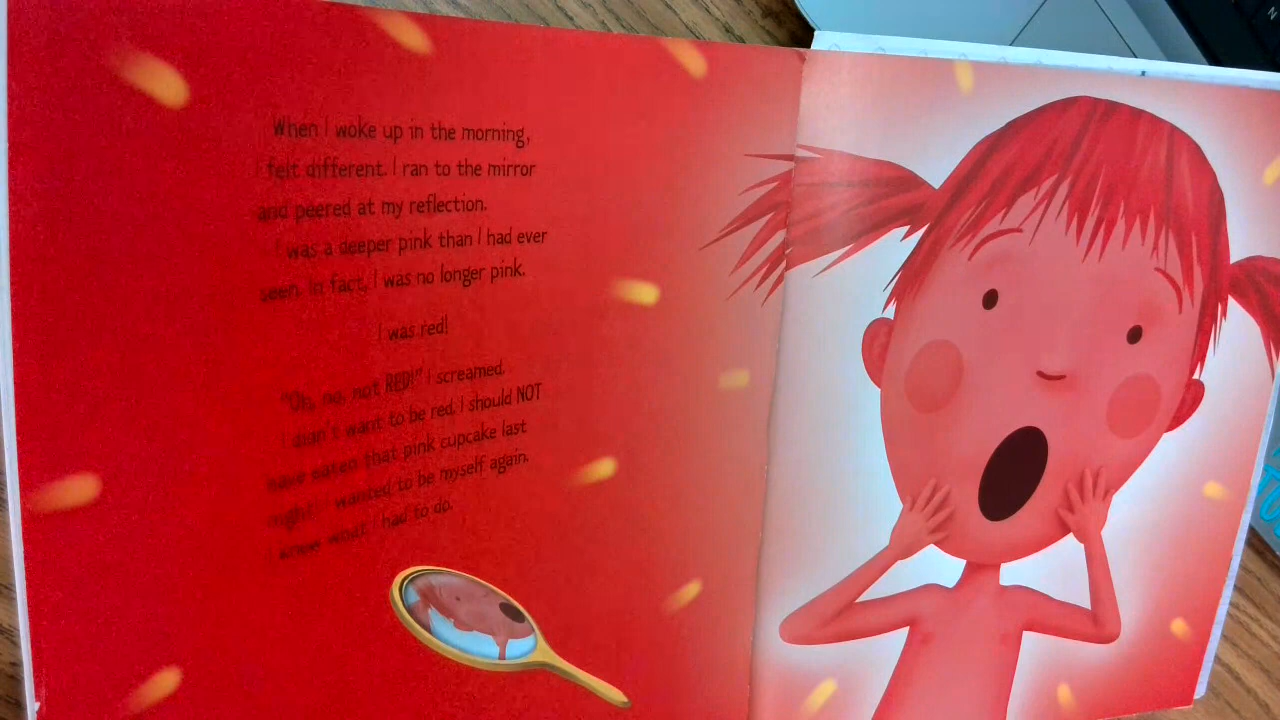 When I woke up in the morning,
I felt different. I ran to the mirror
and peered at my reflection.
I was a deeper pink than I had ever
seen. In fact, I was no longer pink.
I was red!
"Oh, no, not RED!" I screamed.
I didn't want to be red. I should NOT
have eaten that pink cupcake last
night. I wanted to be myself again.
I knew what I had to do.